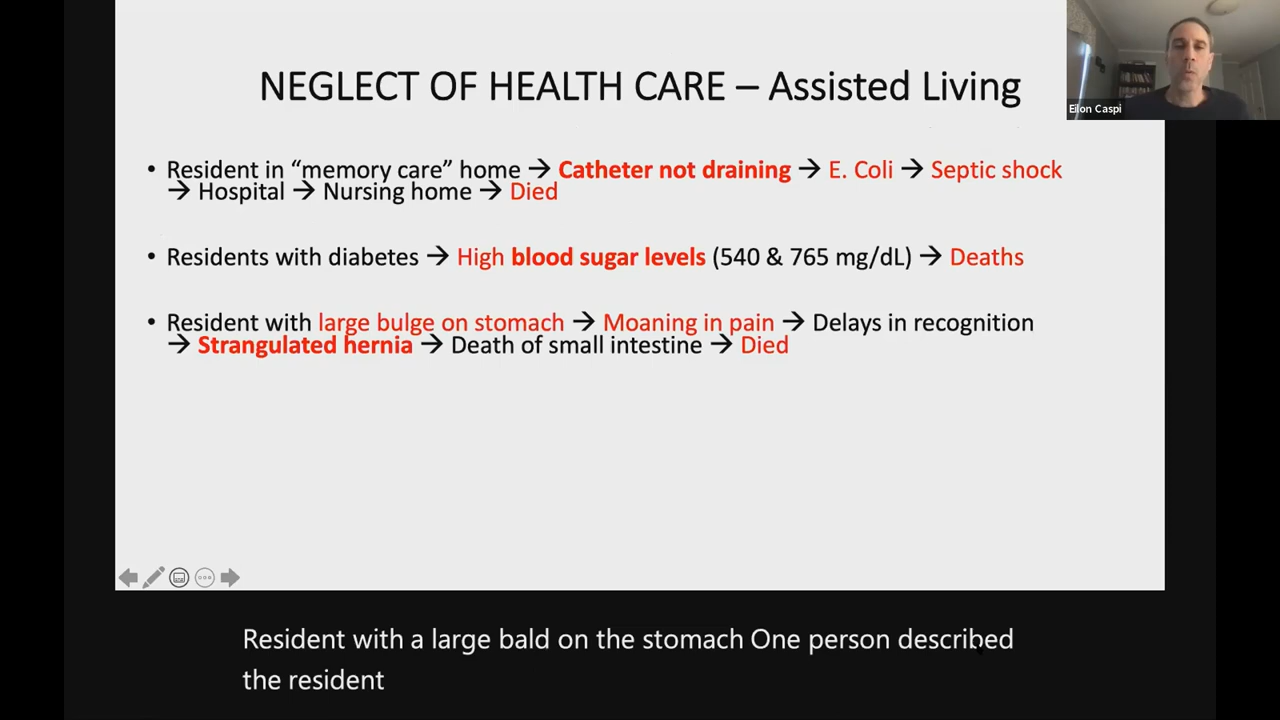 NEGLECT OF HEALTH CARE – Assisted Living
Eilon Caspi
• Resident in “memory care” home → Catheter not draining → E. Coli → Septic shock
→ Hospital → Nursing home → Died
• Residents with diabetes → High blood sugar levels (540 & 765 mg/dL) → Deaths
• Resident with large bulge on stomach → Moaning in pain → Delays in recognition
→ Strangulated hernia → Death of small intestine → Died
Resident with a large bald on the stomach One person described
the resident